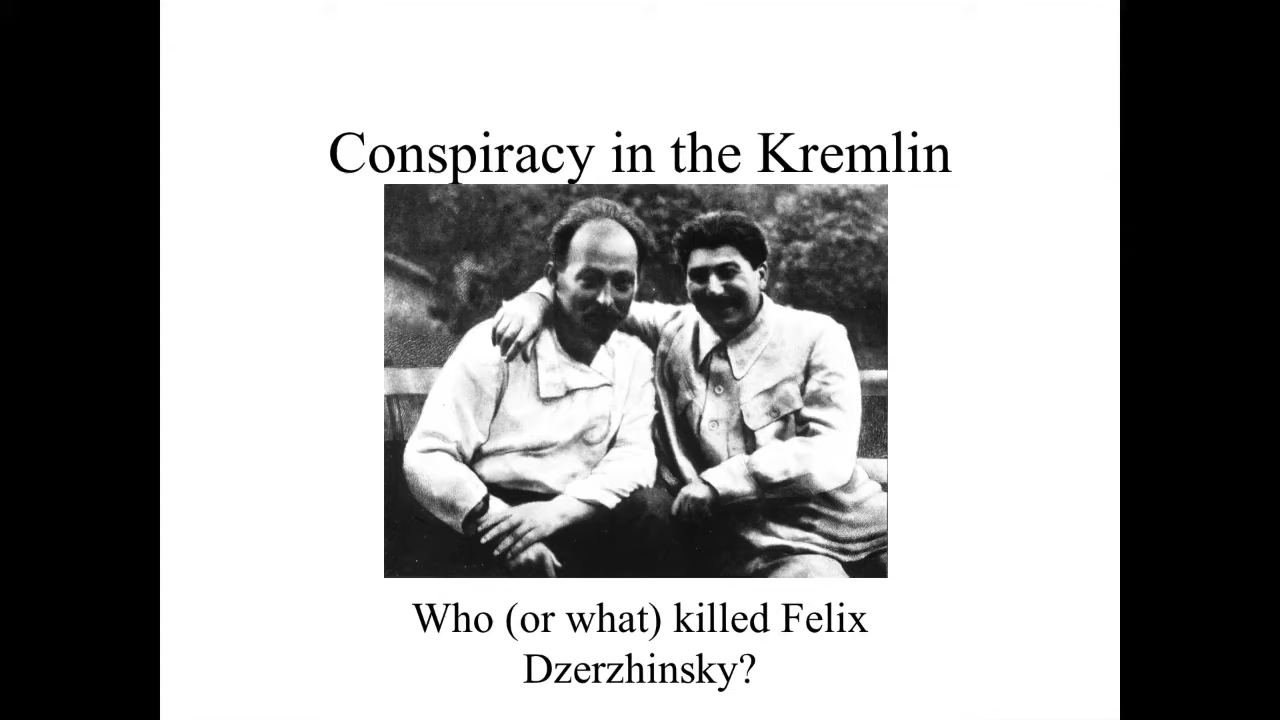 Conspiracy in the Kremlin
Who (or what) killed Felix
Dzerzhinsky?